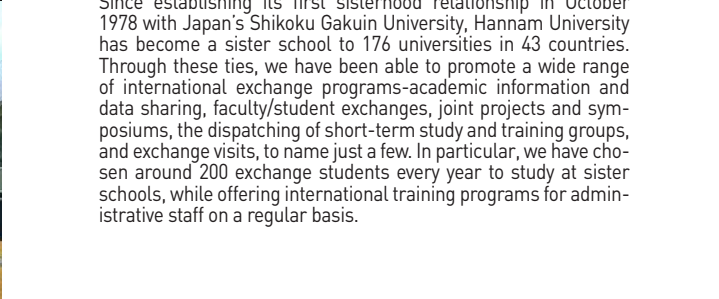 Since establishing its first sisterhood relationship in October
1978 with Japan's Shikoku Gakuin University, Hannam University
has become a sister school to 176 universities in 43 countries.
Through these ties, we have been able to promote a wide range
of international exchange programs-academic information and
data sharing, faculty/student exchanges, joint projects and sym-
posiums, the dispatching of short-term study and training groups,
and exchange visits, to name just a few. In particular, we have cho-
sen around 200 exchange students every year to study at sister
schools, while offering international training programs for admin-
istrative staff on a regular basis.